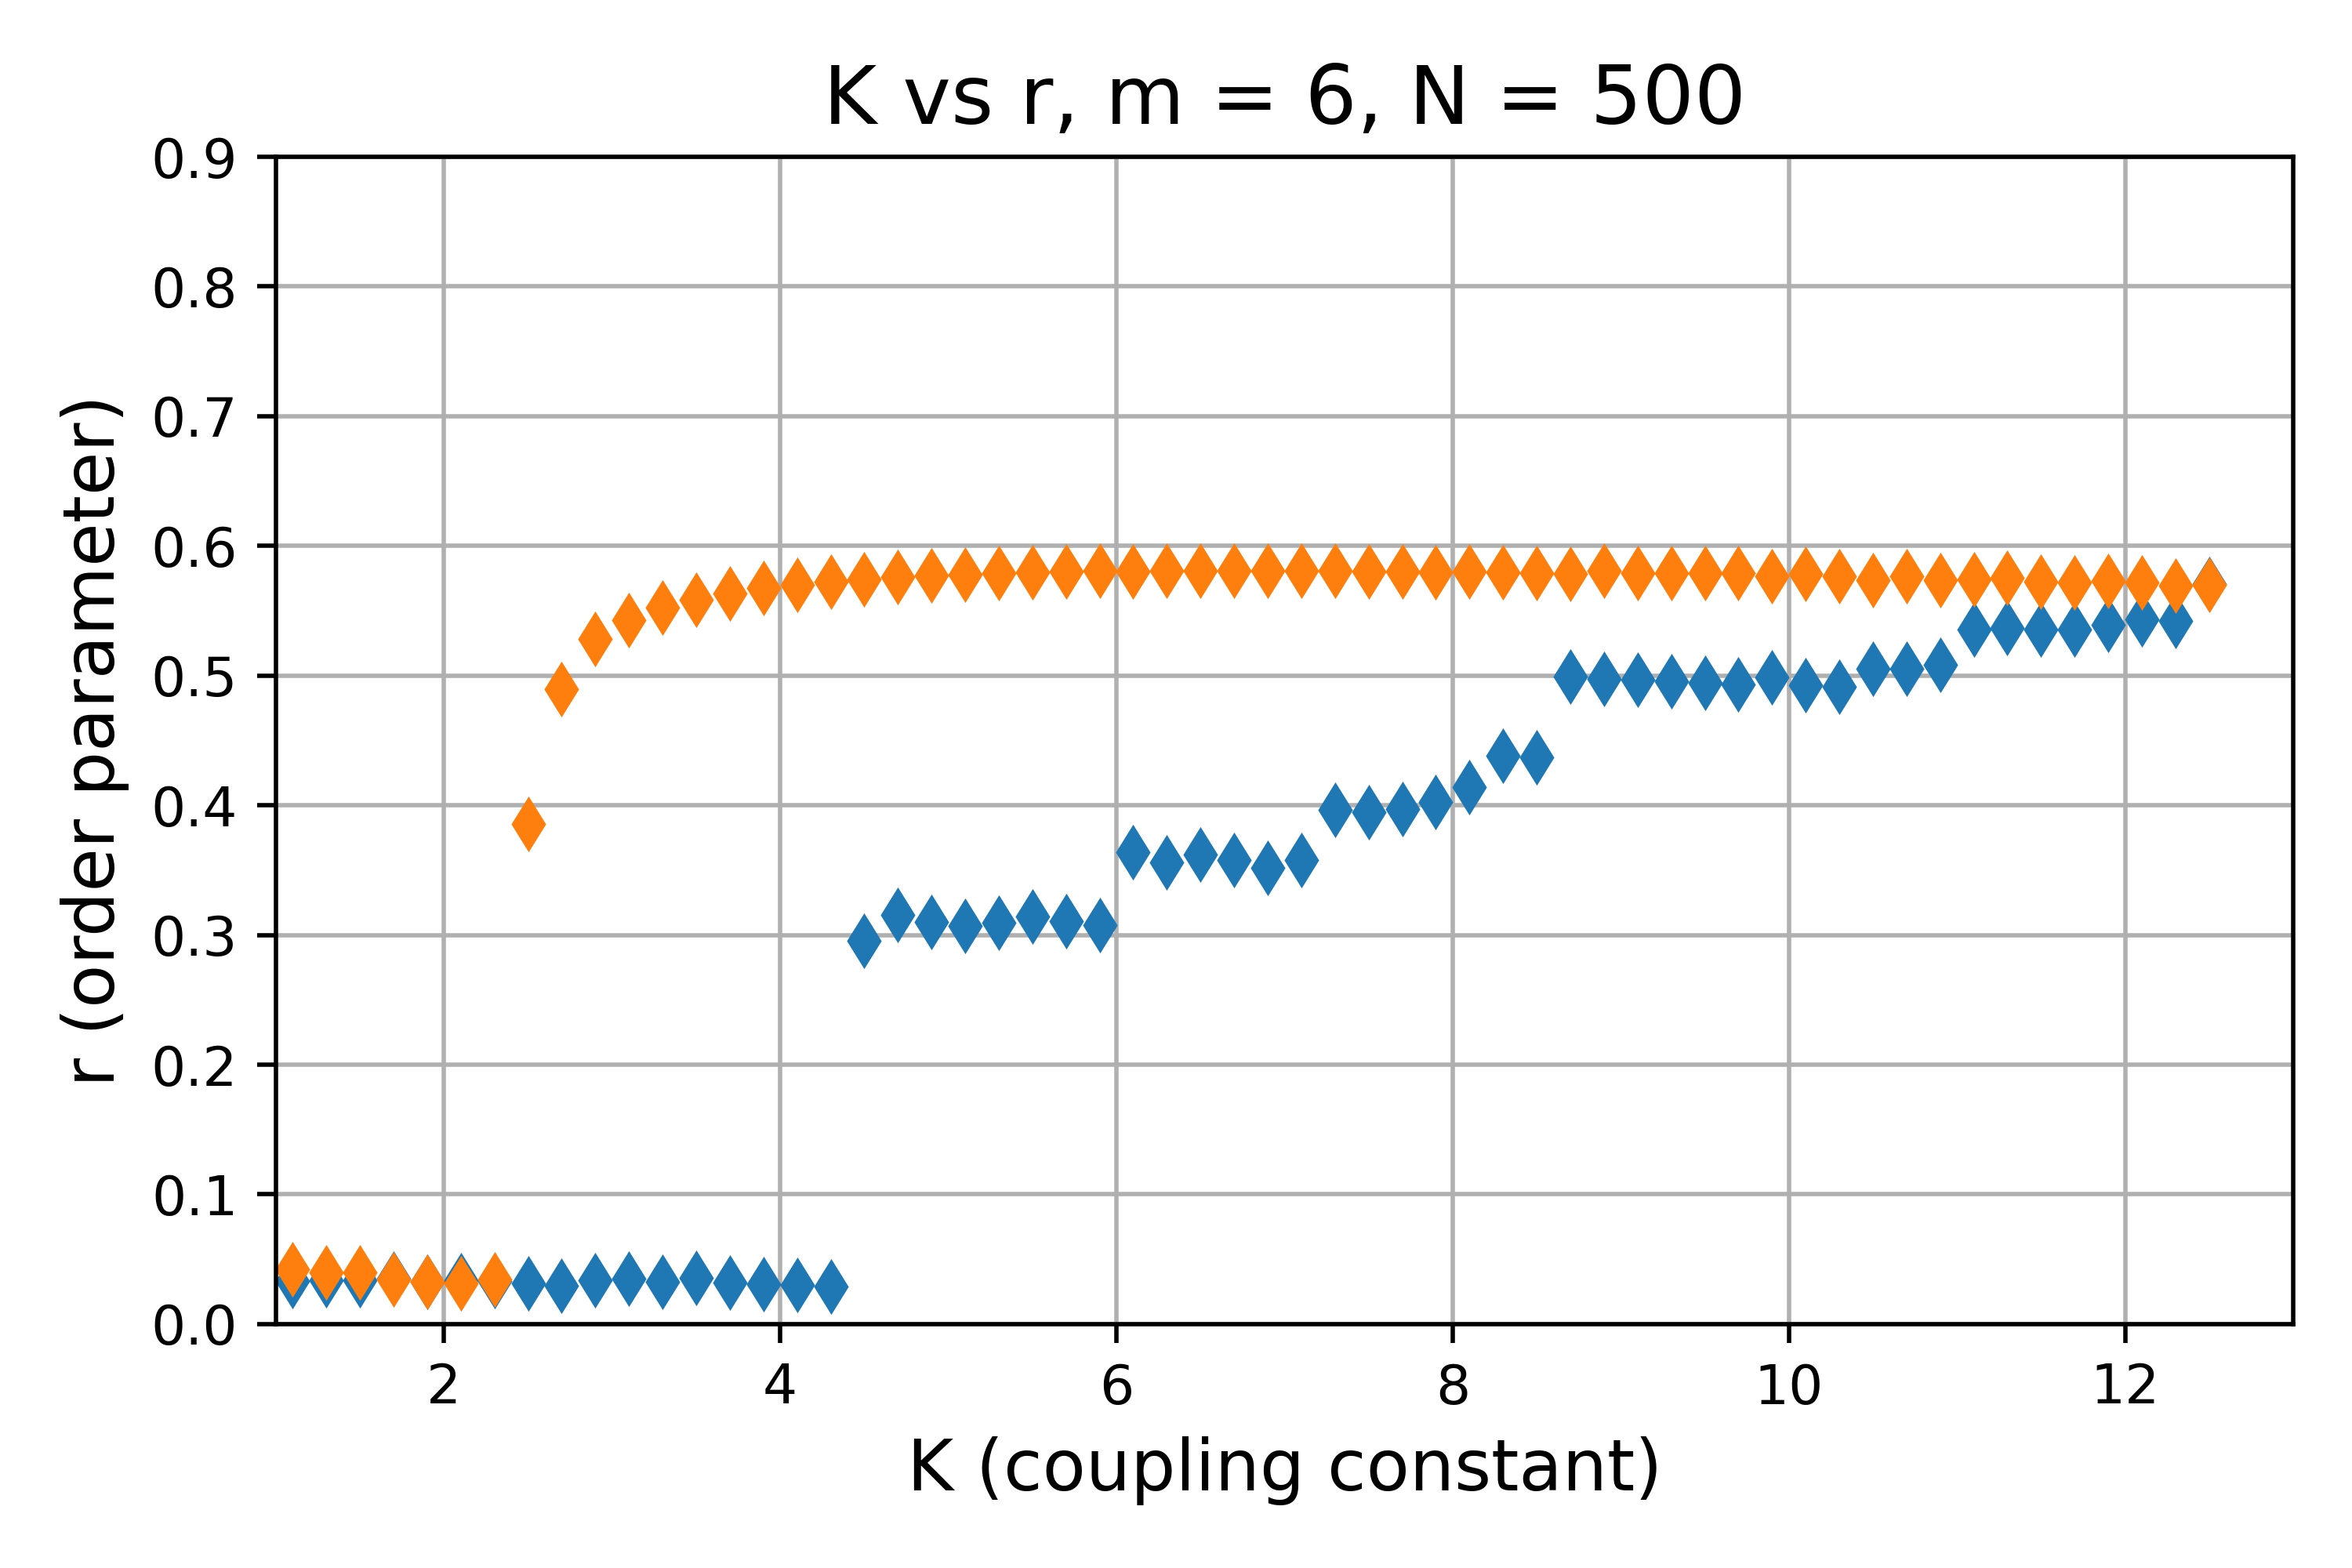 K vs r, m = 6, N = 500
r (order parameter)
0.9
0.8
0.7
0.6
0.5
0.4
0.3
0.2
0.1
0.0
2 4 6 8 10 12
K (coupling constant)